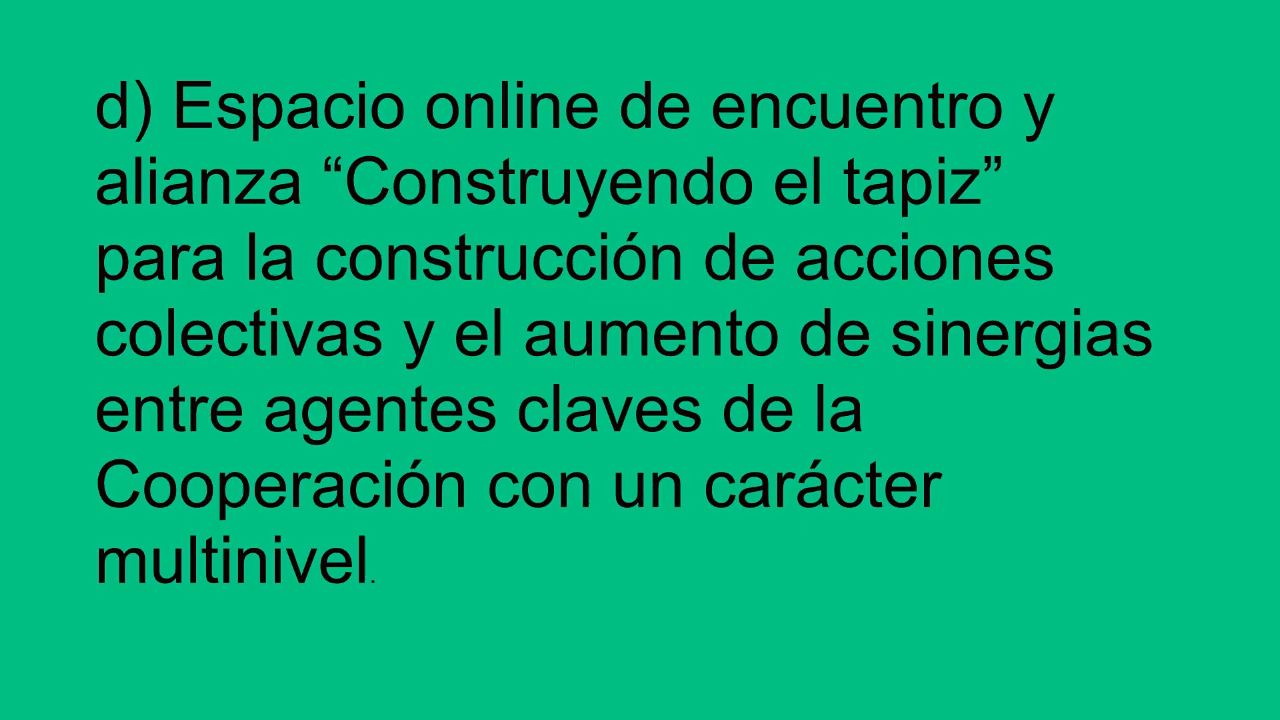 d) Espacio online de encuentro y
alianza “Construyendo el tapiz”
para la construcción de acciones
colectivas y el aumento de sinergias
entre agentes claves de la
Cooperación con un carácter
multinivel.